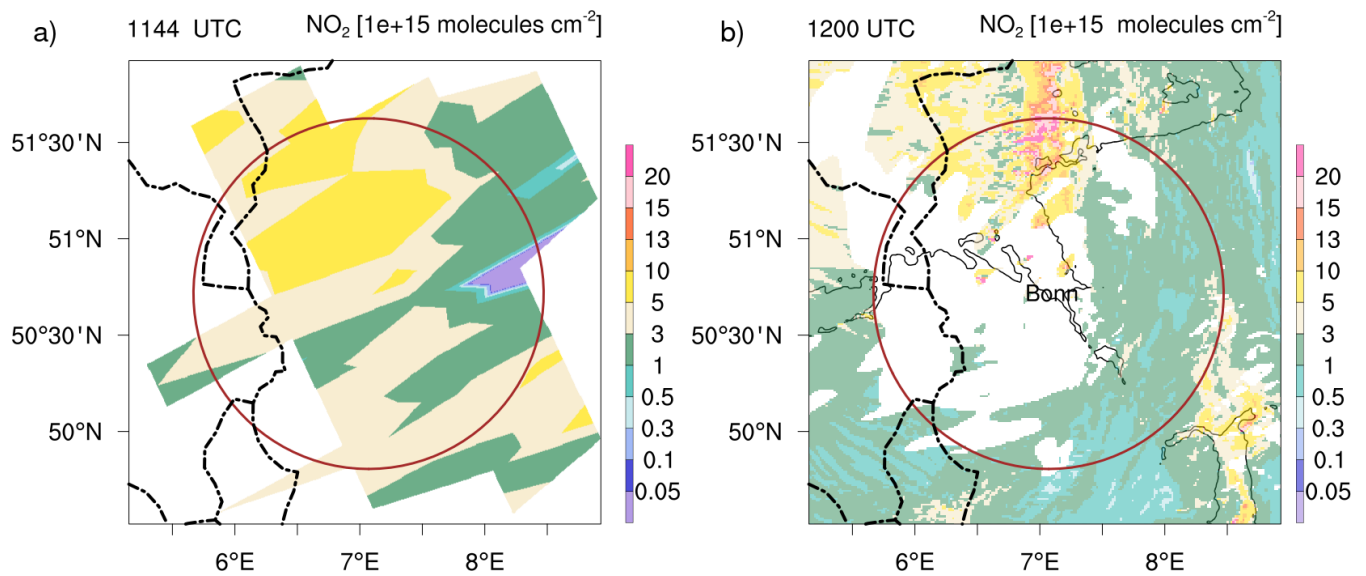 a)
1144 UTC
NO₂ [1e+15 molecules cm⁻²]
51°30'N
51°N
50°30'N
50°N
6°E
7°E
8°E
20
15
13
10
5
3
1
0.5
0.3
0.1
0.05
b)
1200 UTC
NO₂ [1e+15 molecules cm⁻²]
51°30'N
51°N
50°30'N
50°N
Bonn
6°E
7°E
8°E
20
15
13
10
5
3
1
0.5
0.3
0.1
0.05